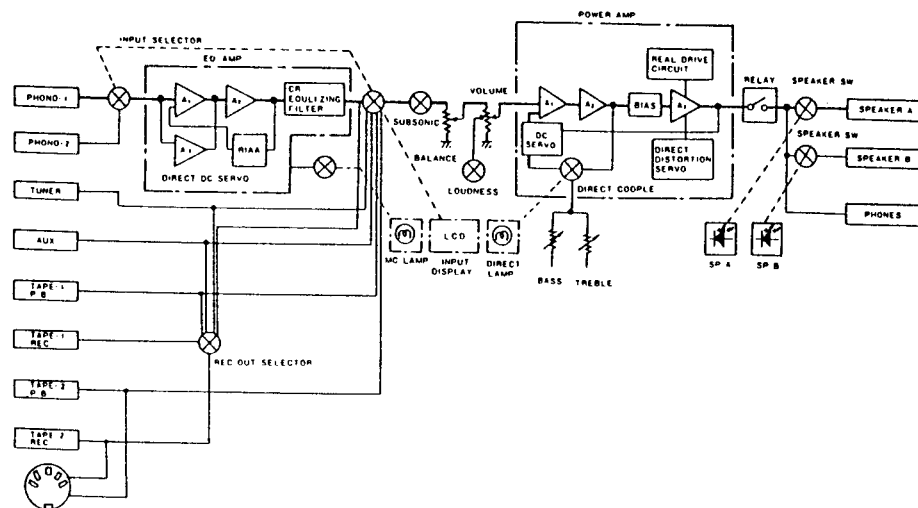 POWER AMP
INPUT SELECTOR
EQ AMP
A₁
A₂
CR
EQULIZING
FILTER
A₃
RIAA
DIRECT DC SERVO
PHONO-1
PHONO-2
TUNER
AUX
TAPE-1
P.B
TAPE-1
REC
TAPE-2
P.B
TAPE-2
REC
REC OUT SELECTOR
SUBSONIC
BALANCE
VOLUME
LOUDNESS
MC LAMP
LCD
INPUT
DISPLAY
DIRECT
LAMP
A₁
A₂
BIAS
A₃
REAL DRIVE
CIRCUIT
DC
SERVO
DIRECT
DISTORTION
SERVO
DIRECT COOPLE
BASS
TREBLE
RELAY
SPEAKER SW
SPEAKER SW
SPEAKER A
SPEAKER B
PHONES
SP.A
SP.B